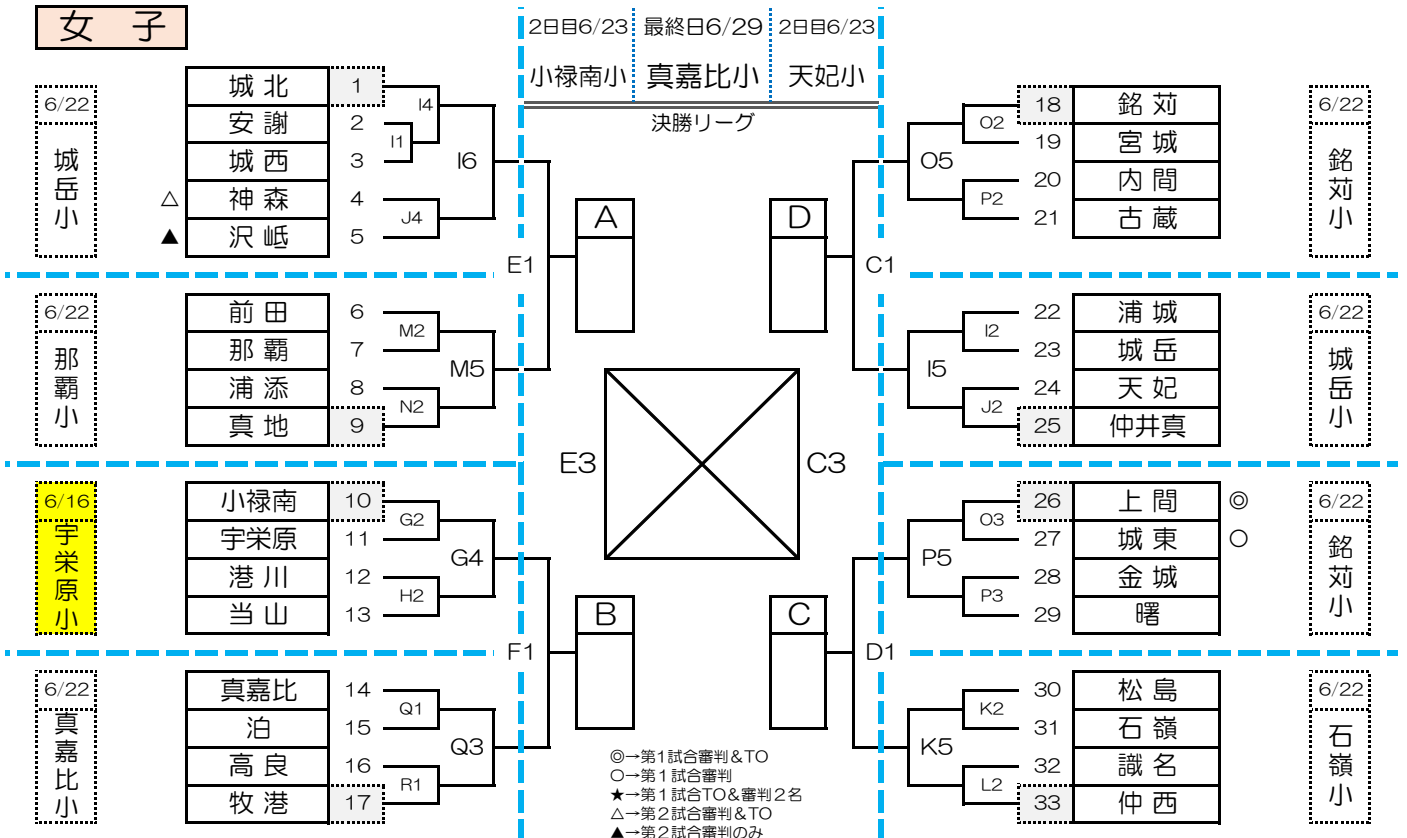 女 子
2日目6/23 最終日6/29 2日目6/23
小禄南小 真嘉比小 天妃小
決勝リーグ
6/22
城岳小
城 北 1
安 謝 2
城 西 3
△ 神 森 4
▲ 沢 岻 5
I4
I1
I6
J4
6/22
那覇小
前 田 6
那 覇 7
浦 添 8
真 地 9
M2
M5
N2
E1
A
6/16
宇栄原小
小禄南 10
宇栄原 11
港 川 12
当 山 13
G2
G4
H2
6/22
真嘉比小
真嘉比 14
泊 15
高 良 16
牧 港 17
Q1
Q3
R1
F1
B
E3
C3
D
C1
18 銘 苅
19 宮 城
20 内 間
21 古 蔵
O2
O5
P2
6/22
銘苅小
22 浦 城
23 城 岳
24 天 妃
25 仲井真
I2
I5
J2
6/22
城岳小
26 上 間 ◎
27 城 東 ○
28 金 城
29 曙
O3
P5
P3
6/22
銘苅小
C
D1
30 松 島
31 石 嶺
32 識 名
33 仲 西
K2
K5
L2
6/22
石嶺小
◎→第1試合審判&TO
○→第1試合審判
★→第1試合TO&審判2名
△→第2試合審判&TO
▲→第2試合審判のみ